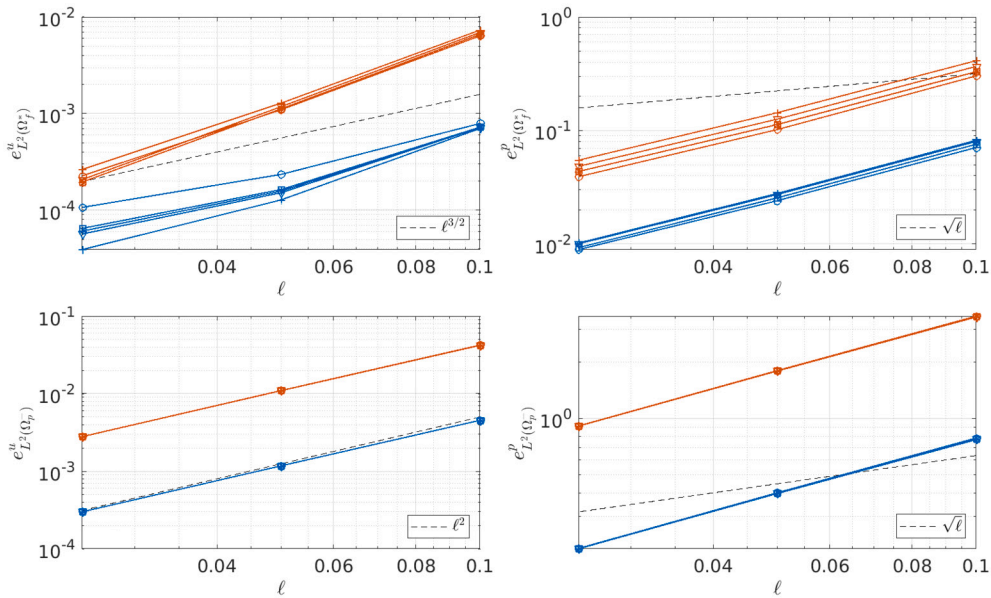 10^{-2}
10^{-3}
10^{-4}
e^u_{L^2(Ω_f^*)}
ℓ^{3/2}
0.04 0.06 0.08 0.1
ℓ
10^0
10^{-1}
10^{-2}
e^p_{L^2(Ω_f^*)}
√ℓ
0.04 0.06 0.08 0.1
ℓ
10^{-1}
10^{-2}
10^{-3}
10^{-4}
e^u_{L^2(Ω_p^-)}
ℓ^2
0.04 0.06 0.08 0.1
ℓ
10^0
e^p_{L^2(Ω_p^-)}
√ℓ
0.04 0.06 0.08 0.1
ℓ